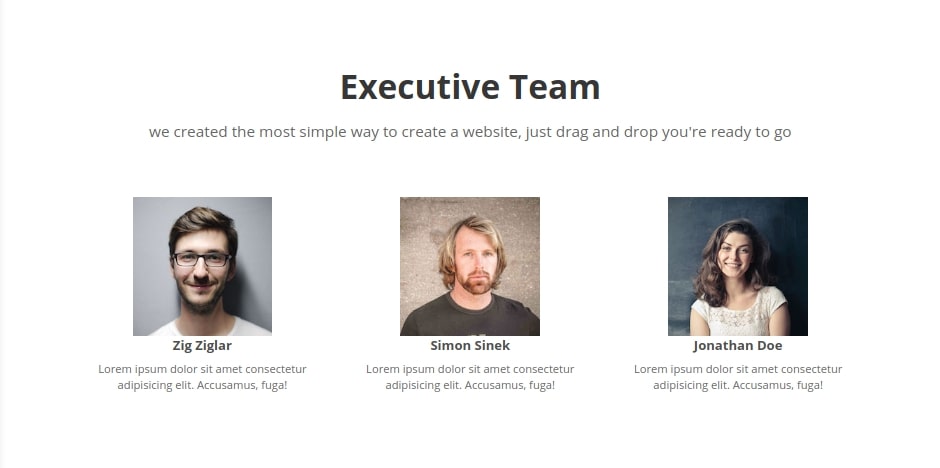 Executive Team
we created the most simple way to create a website, just drag and drop you're ready to go
Zig Ziglar
Lorem ipsum dolor sit amet consectetur
adipisicing elit. Accusamus, fuga!
Simon Sinek
Lorem ipsum dolor sit amet consectetur
adipisicing elit. Accusamus, fuga!
Jonathan Doe
Lorem ipsum dolor sit amet consectetur
adipisicing elit. Accusamus, fuga!